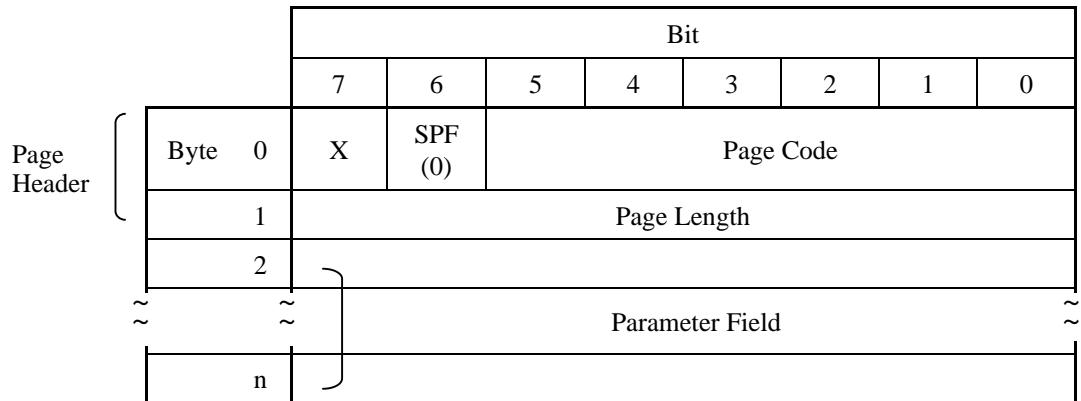 Bit
7 6 5 4 3 2 1 0
Page Header
Byte 0 X SPF (0) Page Code
1 Page Length
2
~ ~ ~
~ ~ Parameter Field ~
n